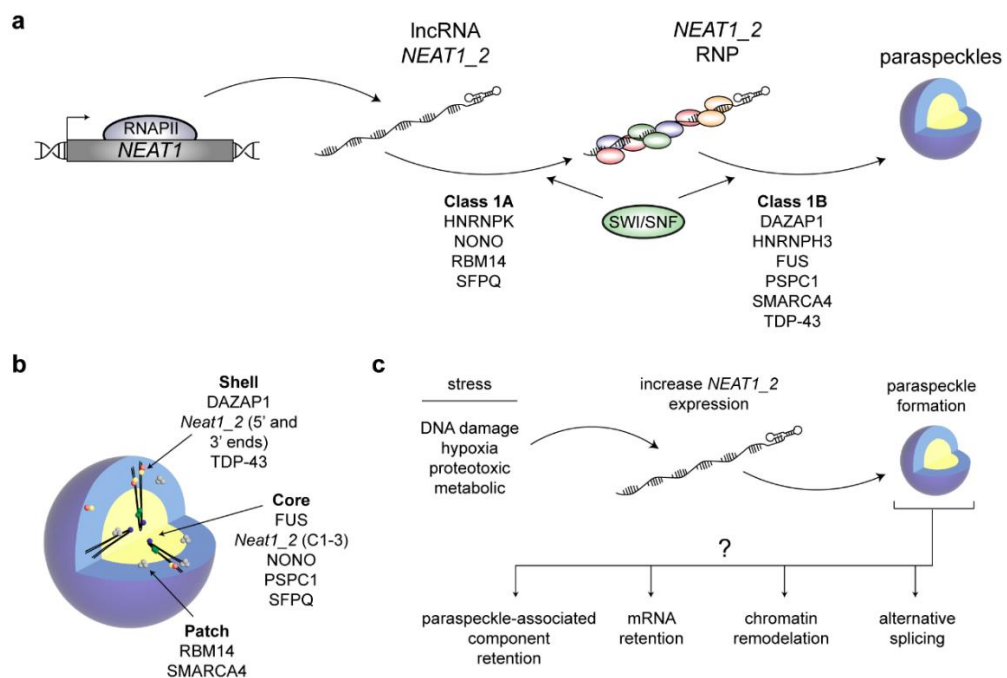 a
lncRNA
NEAT1_2
NEAT1_2
RNP
paraspeckles
RNAPII
NEAT1
Class 1A
HNRNPK
NONO
RBM14
SFPQ
SWI/SNF
Class 1B
DAZAP1
HNRNPH3
FUS
PSPC1
SMARCA4
TDP-43
b
Shell
DAZAP1
Neat1_2 (5' and
3' ends)
TDP-43
Core
FUS
Neat1_2 (C1-3)
NONO
PSPC1
SFPQ
Patch
RBM14
SMARCA4
c
stress
DNA damage
hypoxia
proteotoxic
metabolic
increase NEAT1_2
expression
paraspeckle
formation
?
paraspeckle-associated
component
retention
mRNA
retention
chromatin
remodelation
alternative
splicing